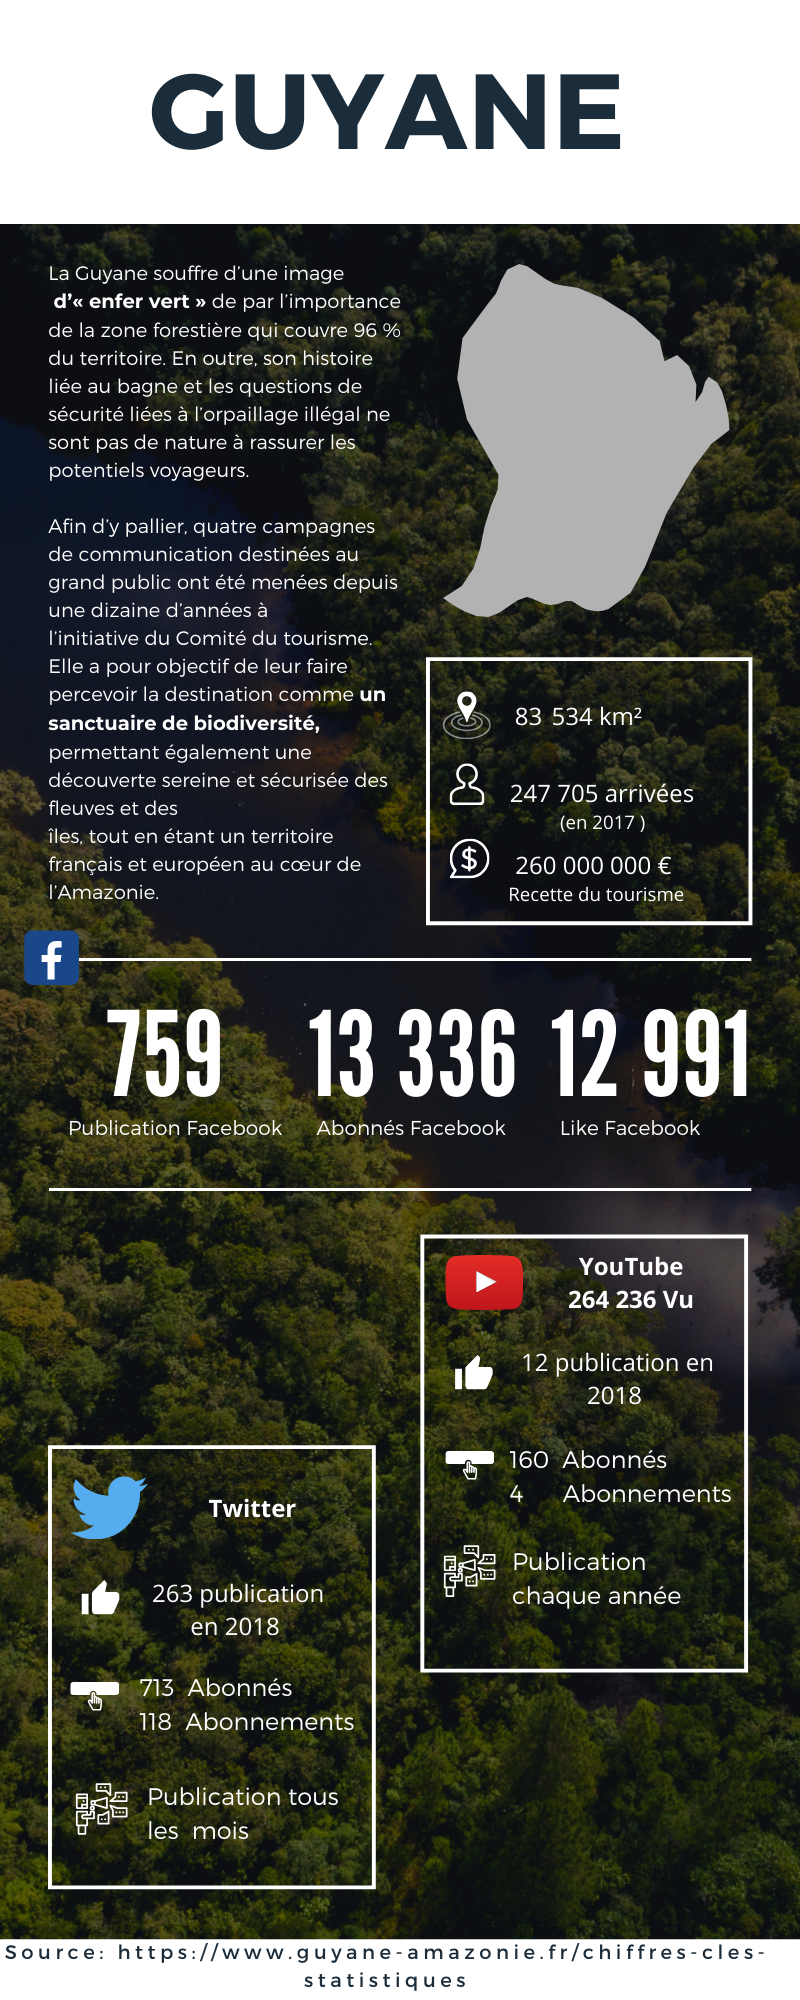 GUYANE
La Guyane souffre d’une image
d’« enfer vert » de par l’importance
de la zone forestière qui couvre 96 %
du territoire. En outre, son histoire
liée au bagne et les questions de
sécurité liées à l’orpaillage illégal ne
sont pas de nature à rassurer les
potentiels voyageurs.
Afin d’y pallier, quatre campagnes
de communication destinées au
grand public ont été menées depuis
une dizaine d’années à
l’initiative du Comité du tourisme.
Elle a pour objectif de leur faire
percevoir la destination comme un
sanctuaire de biodiversité,
permettant également une
découverte sereine et sécurisée des
fleuves et des
îles, tout en étant un territoire
français et européen au cœur de
l’Amazonie.
83 534 km²
247 705 arrivées
(en 2017 )
260 000 000 €
Recette du tourisme
759
Publication Facebook
13 336
Abonnés Facebook
12 991
Like Facebook
YouTube
264 236 Vu
12 publication en
2018
160 Abonnés
4 Abonnements
Publication
chaque année
Twitter
263 publication
en 2018
713 Abonnés
118 Abonnements
Publication tous
les mois
Source: https://www.guyane-amazonie.fr/chiffres-cles-
statistiques